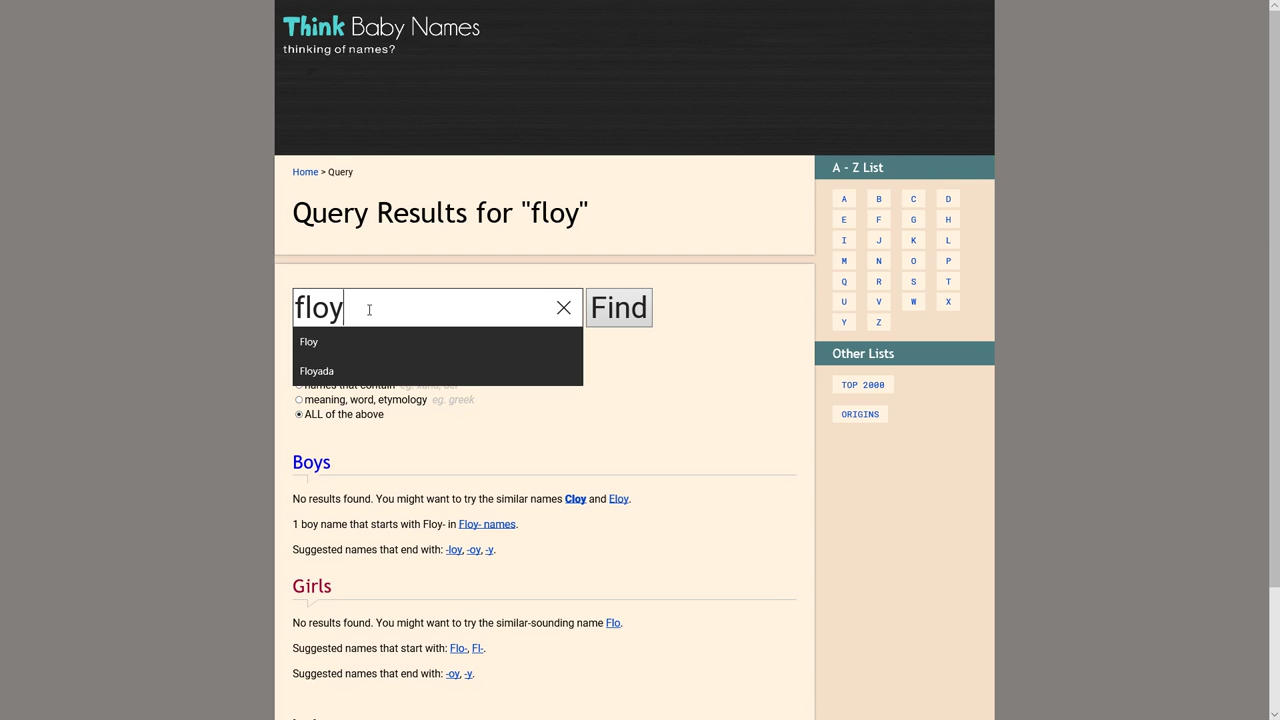 Think Baby Names
thinking of names?
Home > Query
Query Results for "floy"
floy
Find
Floy
Floyada
meaning, word, etymology eg. greek
ALL of the above
Boys
No results found. You might want to try the similar names Cloy and Eloy.
1 boy name that starts with Floy- in Floy- names.
Suggested names that end with: -loy, -oy, -y.
Girls
No results found. You might want to try the similar-sounding name Flo.
Suggested names that start with: Flo-, Fl-.
Suggested names that end with: -oy, -y.
A - Z List
A B C D
E F G H
I J K L
M N O P
Q R S T
U V W X
Y Z
Other Lists
TOP 2000
ORIGINS